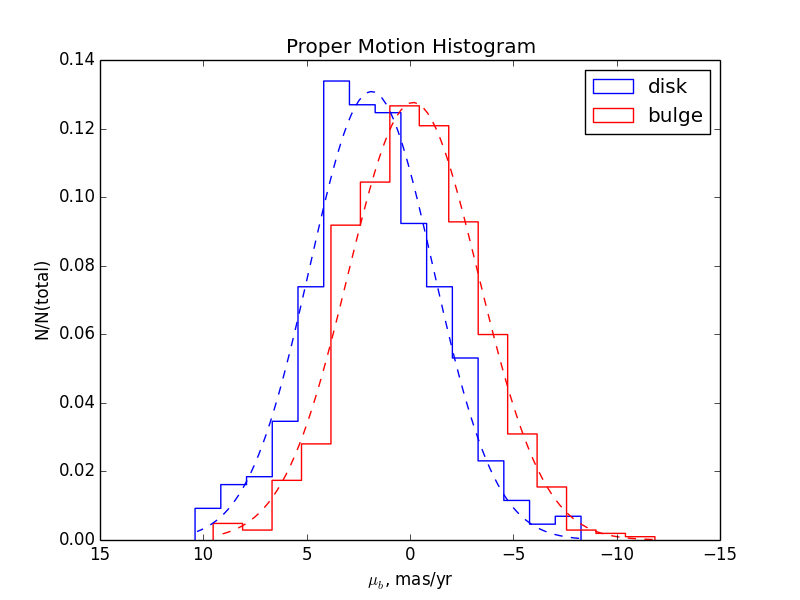 Proper Motion Histogram
disk
bulge
N/N(total)
0.14
0.12
0.10
0.08
0.06
0.04
0.02
0.00
15 10 5 0 −5 −10 −15
μ_b, mas/yr